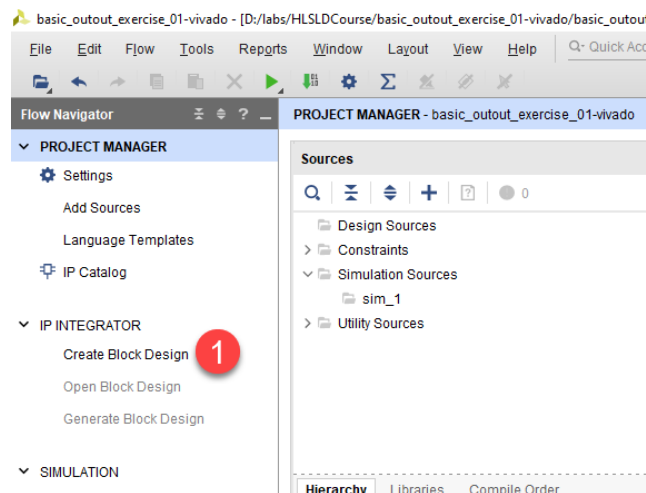 basic_outout_exercise_01-vivado - [D:/labs/HLSLDCourse/basic_outout_exercise_01-vivado/basic_outout
File Edit Flow Tools Reports Window Layout View Help Q- Quick Acc
Flow Navigator ? PROJECT MANAGER - basic_outout_exercise_01-vivado
PROJECT MANAGER
Settings
Add Sources
Language Templates
IP Catalog
IP INTEGRATOR
Create Block Design 1
Open Block Design
Generate Block Design
SIMULATION
Sources
? 0
Design Sources
Constraints
Simulation Sources
sim_1
Utility Sources
Hierarchy Libraries Compile Order